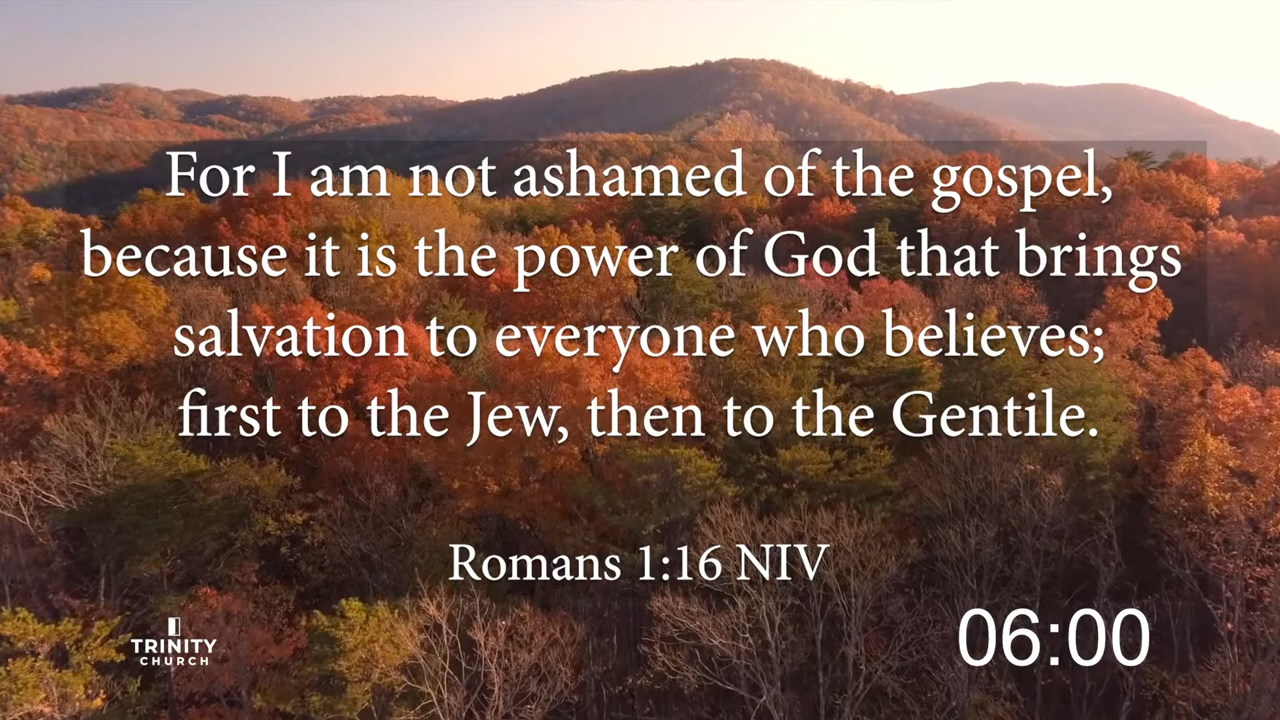 For I am not ashamed of the gospel,
because it is the power of God that brings
salvation to everyone who believes;
first to the Jew, then to the Gentile.
Romans 1:16 NIV
TRINITY
CHURCH
06:00